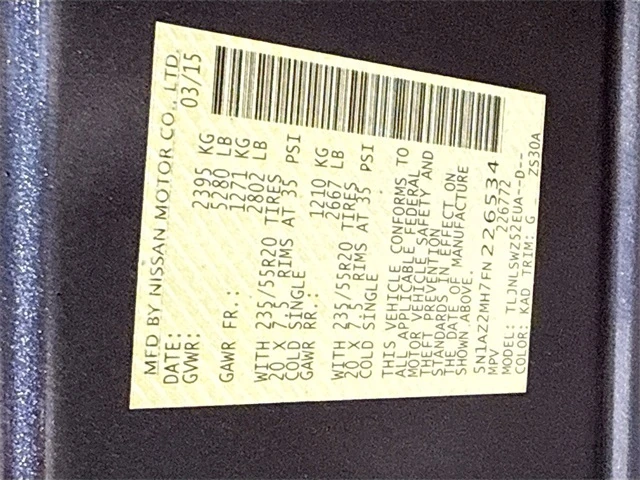 MFD BY NISSAN MOTOR CO., LTD.
DATE: 03/15
GVWR: 2395 KG
5280 LB
GAWR FR.: 1271 KG
2802 LB
WITH 235/55R20 TIRES
20 X 7.5 RIMS AT 35 PSI
COLD SINGLE
GAWR RR.: 1210 KG
2667 LB
WITH 235/55R20 TIRES
20 X 7.5 RIMS AT 35 PSI
COLD SINGLE
THIS VEHICLE CONFORMS TO
ALL APPLICABLE FEDERAL
MOTOR VEHICLE SAFETY AND
THEFT PREVENTION
STANDARDS IN EFFECT ON
THE DATE OF MANUFACTURE
SHOWN ABOVE.
5N1AZ2MH7FN226534
MPV 226772
MODEL: TLJNLSWZ52EUA--D---
COLOR: KAD TRIM: G ZS30A